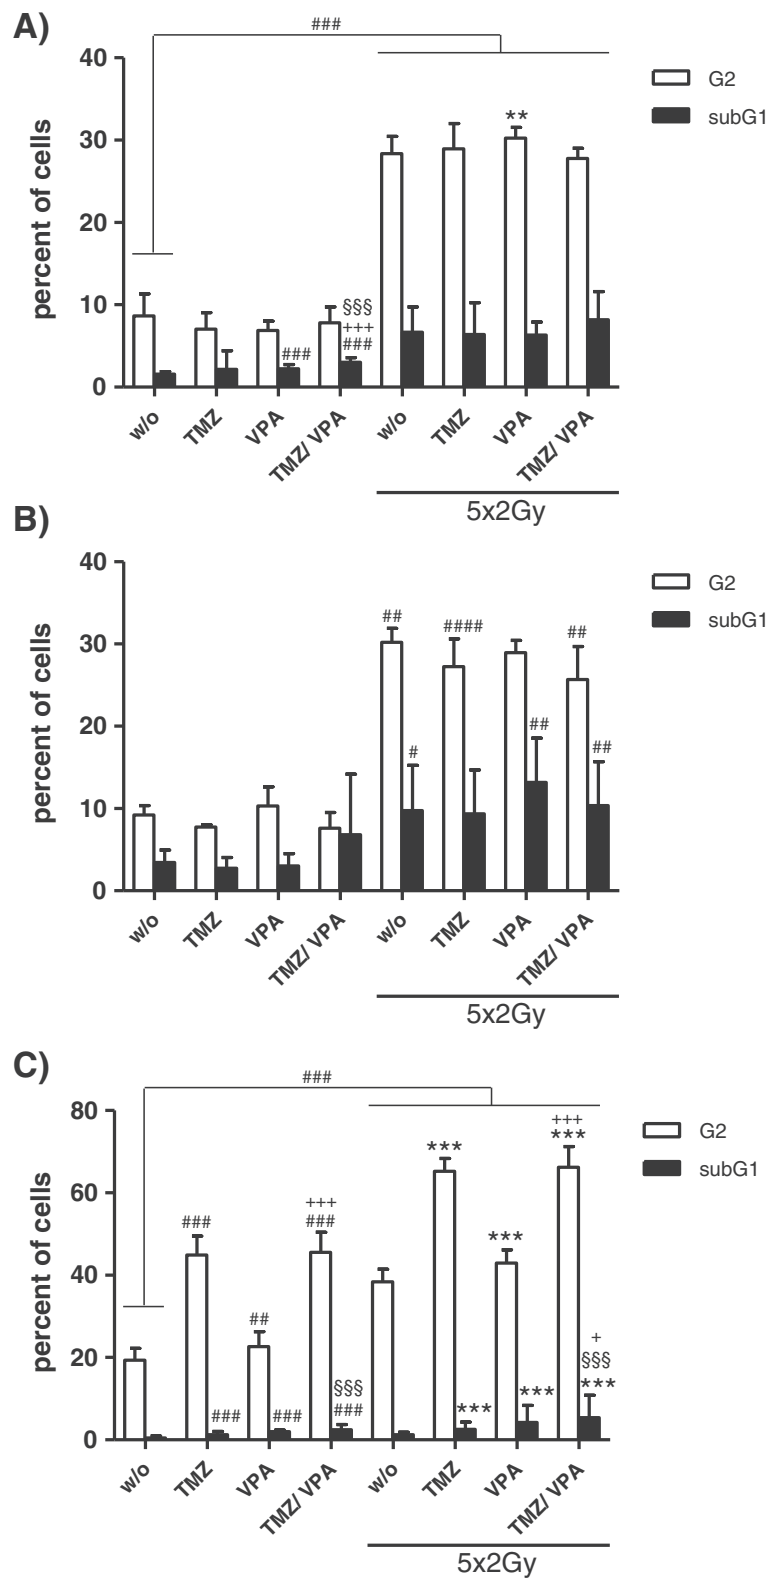 A)
###
40
30
20
10
0
percent of cells
G2
subG1
**
§§§
+++
###
###
w/o
TMZ
VPA
TMZ/ VPA
w/o
TMZ
VPA
TMZ/ VPA
5x2Gy
B)
40
30
20
10
0
percent of cells
G2
subG1
##
####
##
#
##
##
w/o
TMZ
VPA
TMZ/ VPA
w/o
TMZ
VPA
TMZ/ VPA
5x2Gy
C)
###
80
60
40
20
0
percent of cells
G2
subG1
+++
***
***
###
+++
###
***
##
+
§§§
***
§§§
###
###
###
***
***
w/o
TMZ
VPA
TMZ/ VPA
w/o
TMZ
VPA
TMZ/ VPA
5x2Gy